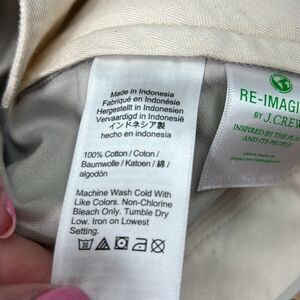 Made in Indonesia
Fabriqué en Indonésie
Hergestellt in Indonesien
Vervaardigd in Indonesië
インドネシア製
hecho en indonesia
100% Cotton / Coton /
Baumwolle / Katoen / 綿 /
algodón
Machine Wash Cold With
Like Colors. Non-Chlorine
Bleach Only. Tumble Dry
Low. Iron on Lowest
Setting.
RE-IMAGI
BY J.CREW
INSPIRED BY THE PLAN
AND ITS PEOPLE